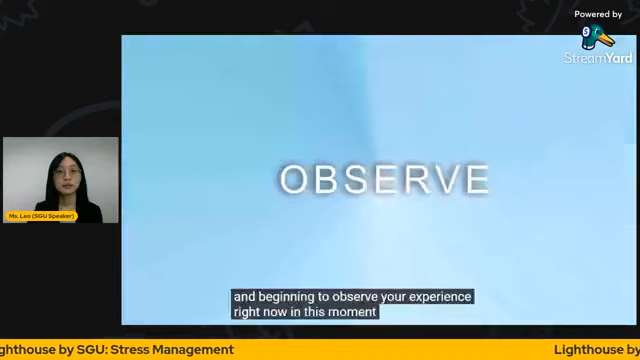 Powered by
S
StreamYard
OBSERVE
Ms. Leo (SGU Speaker)
and beginning to observe your experience
right now in this moment
ghthouse by SGU: Stress Management
Lighthouse by